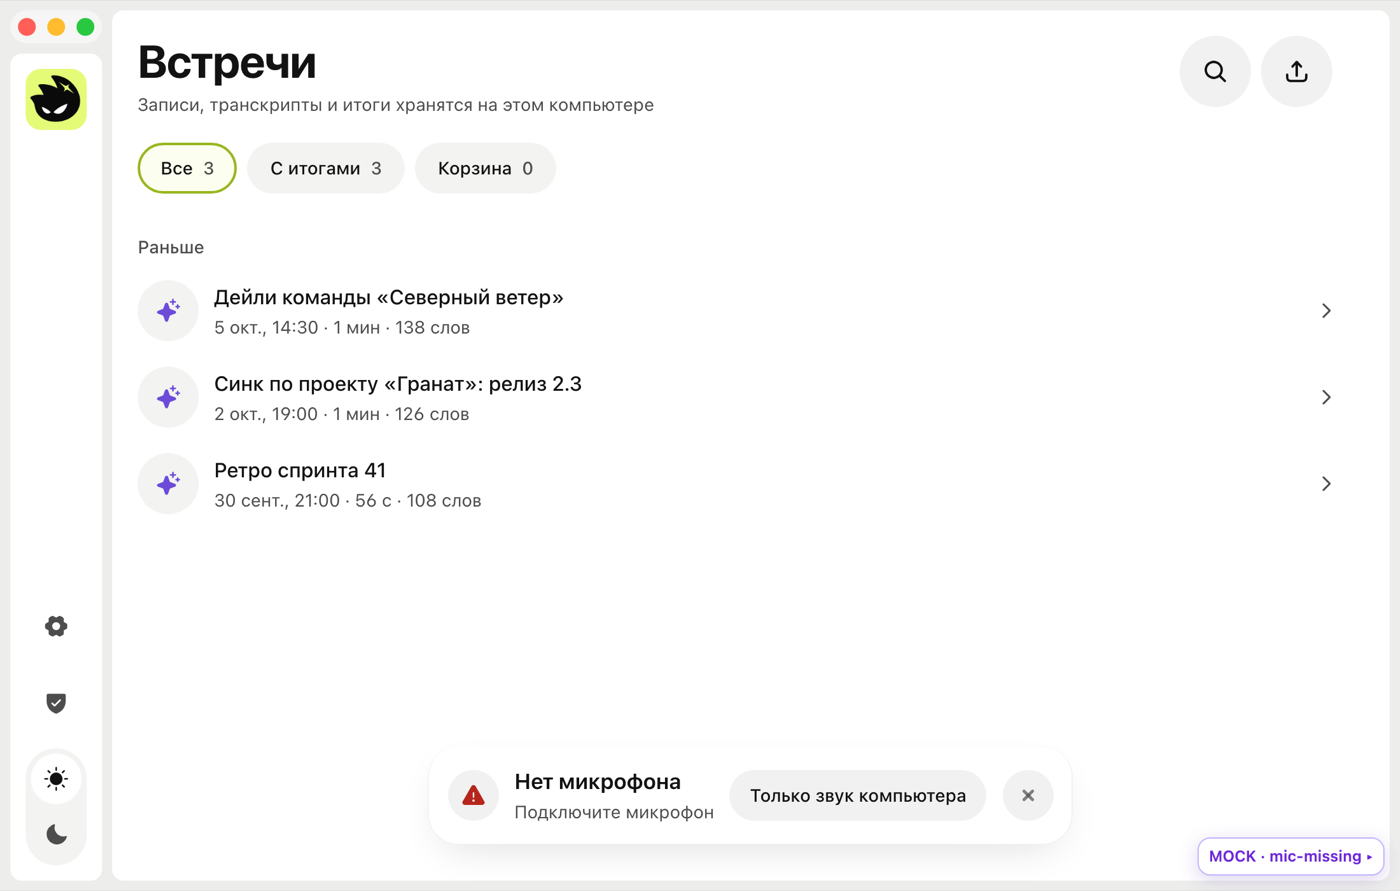 Встречи
Записи, транскрипты и итоги хранятся на этом компьютере
Все 3
С итогами 3
Корзина 0
Раньше
Дейли команды «Северный ветер»
5 окт., 14:30 · 1 мин · 138 слов
Синк по проекту «Гранат»: релиз 2.3
2 окт., 19:00 · 1 мин · 126 слов
Ретро спринта 41
30 сент., 21:00 · 56 с · 108 слов
Нет микрофона
Подключите микрофон
Только звук компьютера
MOCK · mic-missing ▸